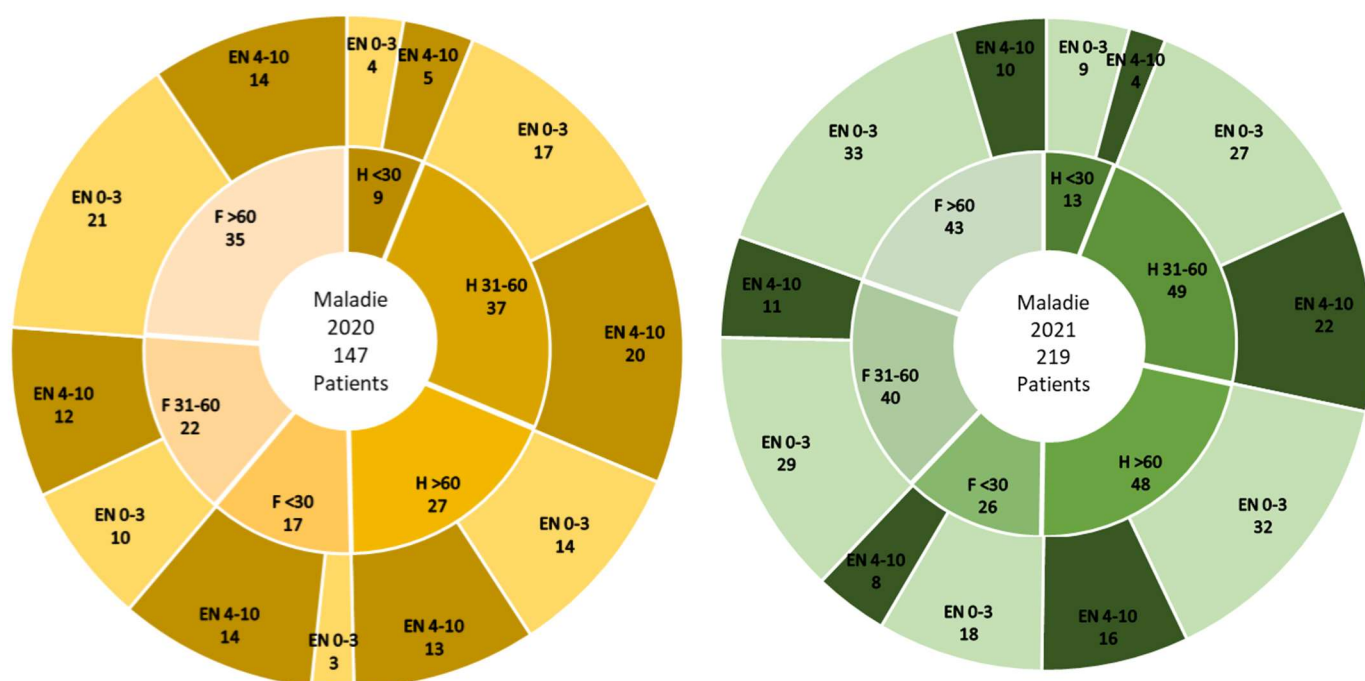 EN 0-3
4
EN 4-10
5
EN 0-3
17
EN 4-10
20
EN 0-3
14
EN 4-10
13
EN 0-3
3
EN 4-10
14
EN 0-3
10
EN 4-10
12
EN 0-3
21
EN 4-10
14
H <30
9
H 31-60
37
H >60
27
F <30
17
F 31-60
22
F >60
35
Maladie
2020
147
Patients
EN 0-3
9
EN 4-10
4
EN 0-3
27
EN 4-10
22
EN 0-3
32
EN 4-10
16
EN 0-3
18
EN 4-10
8
EN 0-3
29
EN 4-10
11
EN 0-3
33
EN 4-10
10
H <30
13
H 31-60
49
H >60
48
F <30
26
F 31-60
40
F >60
43
Maladie
2021
219
Patients